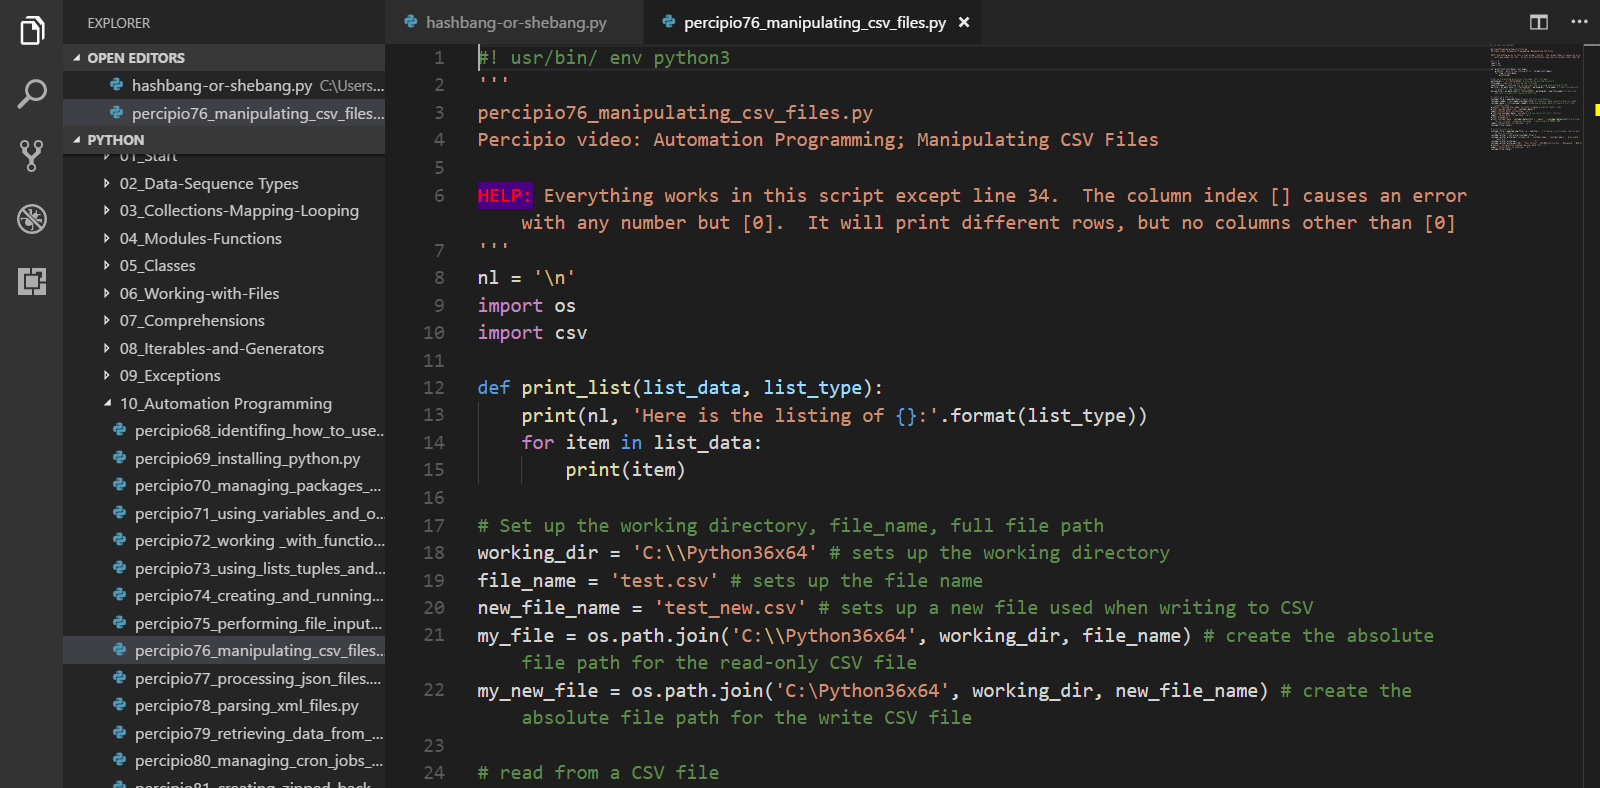 EXPLORER
OPEN EDITORS
hashbang-or-shebang.py C:\Users...
percipio76_manipulating_csv_files...
PYTHON
01_Start
02_Data-Sequence Types
03_Collections-Mapping-Looping
04_Modules-Functions
05_Classes
06_Working-with-Files
07_Comprehensions
08_Iterables-and-Generators
09_Exceptions
10_Automation Programming
percipio68_identifing_how_to_use...
percipio69_installing_python.py
percipio70_managing_packages_...
percipio71_using_variables_and_o...
percipio72_working _with_functio...
percipio73_using_lists_tuples_and...
percipio74_creating_and_running...
percipio75_performing_file_input...
percipio76_manipulating_csv_files...
percipio77_processing_json_files....
percipio78_parsing_xml_files.py
percipio79_retrieving_data_from_...
percipio80_managing_cron_jobs_...
percipio81_creating_zipped_back...
hashbang-or-shebang.py
percipio76_manipulating_csv_files.py ×
1 #! usr/bin/ env python3
2 '''
3 percipio76_manipulating_csv_files.py
4 Percipio video: Automation Programming; Manipulating CSV Files
5
6 HELP: Everything works in this script except line 34.  The column index [] causes an error
with any number but [0].  It will print different rows, but no columns other than [0]
7 '''
8 nl = '\n'
9 import os
10 import csv
11
12 def print_list(list_data, list_type):
13     print(nl, 'Here is the listing of {}:'.format(list_type))
14     for item in list_data:
15         print(item)
16
17 # Set up the working directory, file_name, full file path
18 working_dir = 'C:\\Python36x64' # sets up the working directory
19 file_name = 'test.csv' # sets up the file name
20 new_file_name = 'test_new.csv' # sets up a new file used when writing to CSV
21 my_file = os.path.join('C:\\Python36x64', working_dir, file_name) # create the absolute
file path for the read-only CSV file
22 my_new_file = os.path.join('C:\Python36x64', working_dir, new_file_name) # create the
absolute file path for the write CSV file
23
24 # read from a CSV file